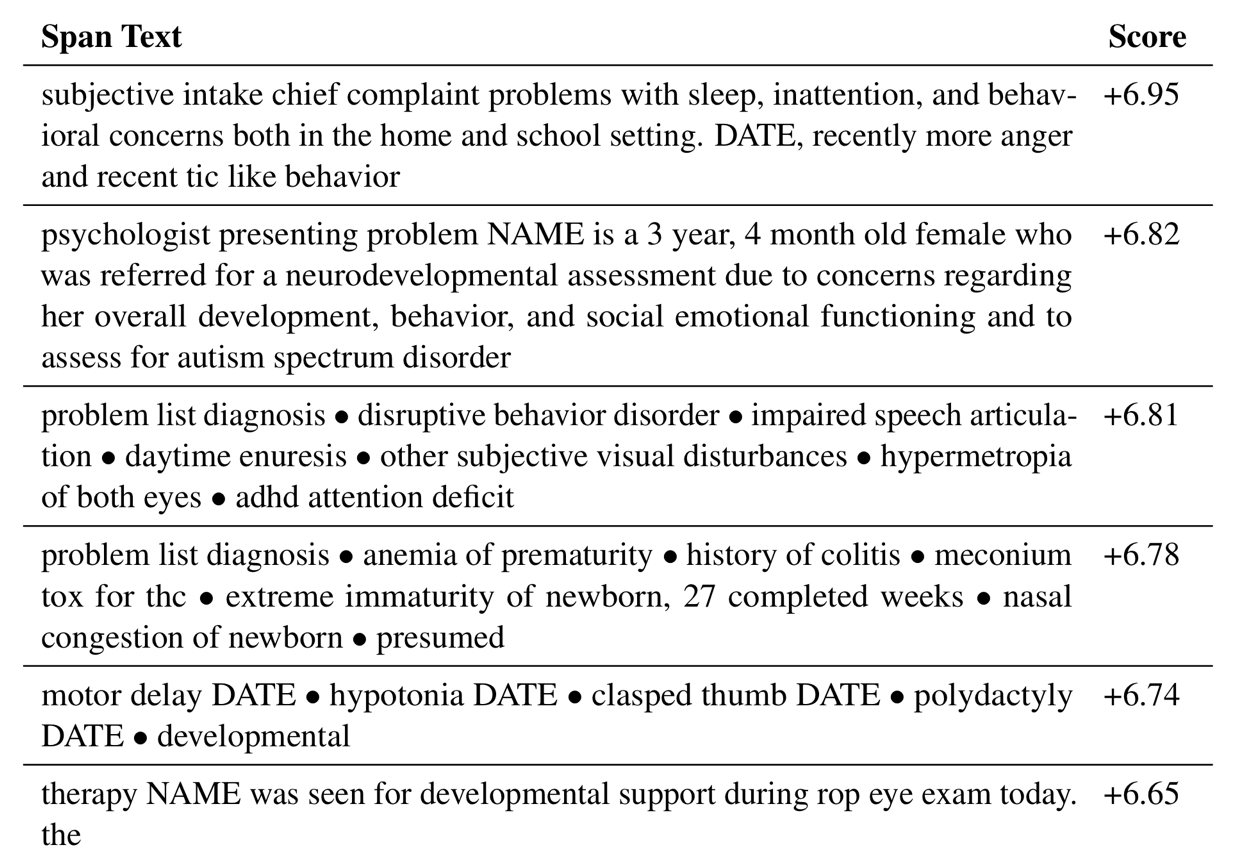 Span Text Score
subjective intake chief complaint problems with sleep, inattention, and behav- +6.95
ioral concerns both in the home and school setting. DATE, recently more anger
and recent tic like behavior
psychologist presenting problem NAME is a 3 year, 4 month old female who +6.82
was referred for a neurodevelopmental assessment due to concerns regarding
her overall development, behavior, and social emotional functioning and to
assess for autism spectrum disorder
problem list diagnosis • disruptive behavior disorder • impaired speech articula- +6.81
tion • daytime enuresis • other subjective visual disturbances • hypermetropia
of both eyes • adhd attention deficit
problem list diagnosis • anemia of prematurity • history of colitis • meconium +6.78
tox for thc • extreme immaturity of newborn, 27 completed weeks • nasal
congestion of newborn • presumed
motor delay DATE • hypotonia DATE • clasped thumb DATE • polydactyly +6.74
DATE • developmental
therapy NAME was seen for developmental support during rop eye exam today. +6.65
the